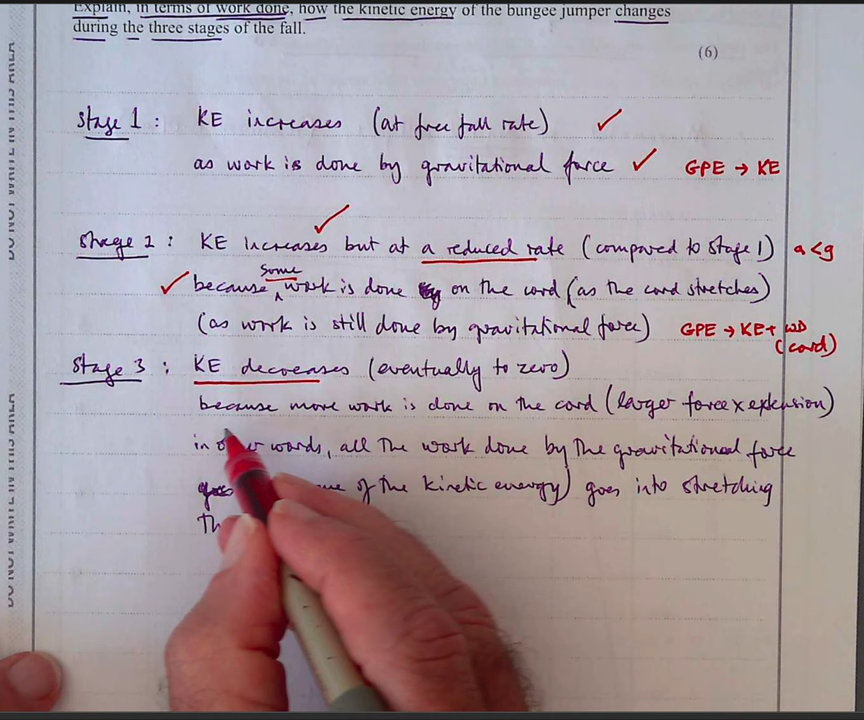 Explain, in terms of work done, how the kinetic energy of the bungee jumper changes
during the three stages of the fall.
(6)
Stage 1 : KE increases (at free fall rate) ✓
as work is done by gravitational force ✓ GPE → KE
Stage 2 : KE increases but at a reduced rate (compared to Stage 1) a<g
✓ because some work is done on the cord (as the cord stretches)
(as work is still done by gravitational force) GPE → KE + WD
(cord)
Stage 3 : KE decreases (eventually to zero)
because more work is done on the cord (larger force x extension)
in words, all the work done by the gravitational force
of the kinetic energy) goes into stretching